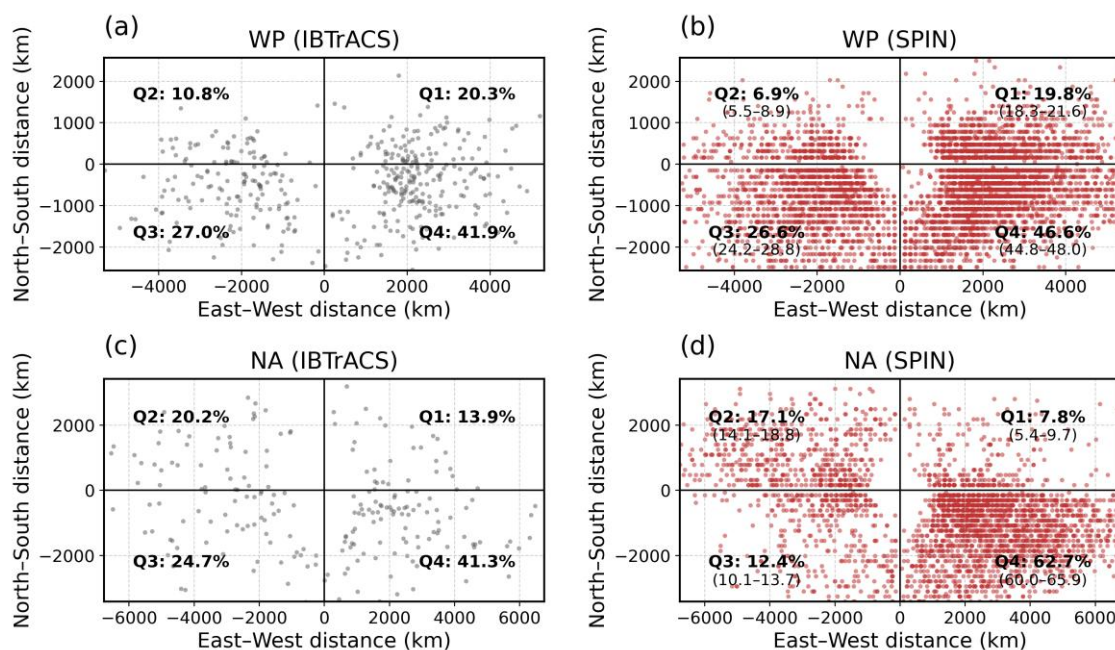 (a)
WP (IBTrACS)
North–South distance (km)
2000
1000
0
−1000
−2000
Q2: 10.8%
Q1: 20.3%
Q3: 27.0%
Q4: 41.9%
−4000 −2000 0 2000 4000
East–West distance (km)
(b)
WP (SPIN)
North–South distance (km)
2000
1000
0
−1000
−2000
Q2: 6.9%
(5.5–8.9)
Q1: 19.8%
(18.3–21.6)
Q3: 26.6%
(24.2–28.8)
Q4: 46.6%
(44.8–48.0)
−4000 −2000 0 2000 4000
East–West distance (km)
(c)
NA (IBTrACS)
North–South distance (km)
2000
0
−2000
Q2: 20.2%
Q1: 13.9%
Q3: 24.7%
Q4: 41.3%
−6000 −4000 −2000 0 2000 4000 6000
East–West distance (km)
(d)
NA (SPIN)
North–South distance (km)
2000
0
−2000
Q2: 17.1%
(14.1–18.8)
Q1: 7.8%
(5.4–9.7)
Q3: 12.4%
(10.1–13.7)
Q4: 62.7%
(60.0–65.9)
−6000 −4000 −2000 0 2000 4000 6000
East–West distance (km)